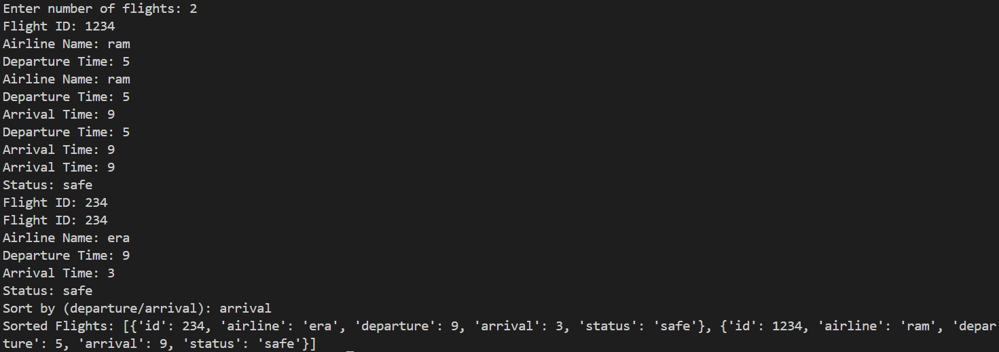 Enter number of flights: 2
Flight ID: 1234
Airline Name: ram
Departure Time: 5
Airline Name: ram
Departure Time: 5
Arrival Time: 9
Departure Time: 5
Arrival Time: 9
Arrival Time: 9
Status: safe
Flight ID: 234
Flight ID: 234
Airline Name: era
Departure Time: 9
Arrival Time: 3
Status: safe
Sort by (departure/arrival): arrival
Sorted Flights: [{'id': 234, 'airline': 'era', 'departure': 9, 'arrival': 3, 'status': 'safe'}, {'id': 1234, 'airline': 'ram', 'depar
ture': 5, 'arrival': 9, 'status': 'safe'}]